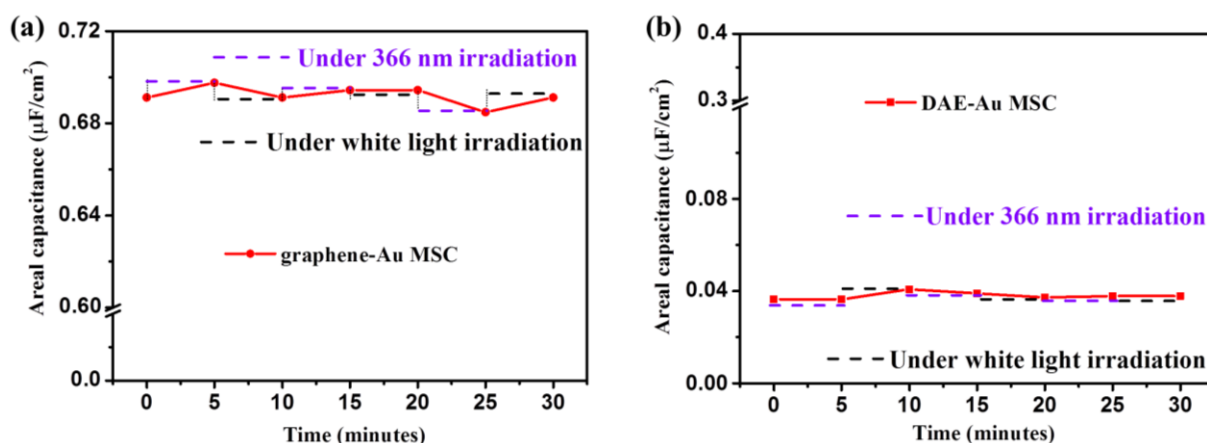 (a)
Areal capacitance (μF/cm²)
0.72
0.68
0.64
0.60
0.0
Under 366 nm irradiation
Under white light irradiation
graphene-Au MSC
0 5 10 15 20 25 30
Time (minutes)
(b)
Areal capacitance (μF/cm²)
0.4
0.3
0.08
0.04
0.00
DAE-Au MSC
Under 366 nm irradiation
Under white light irradiation
0 5 10 15 20 25 30
Time (minutes)